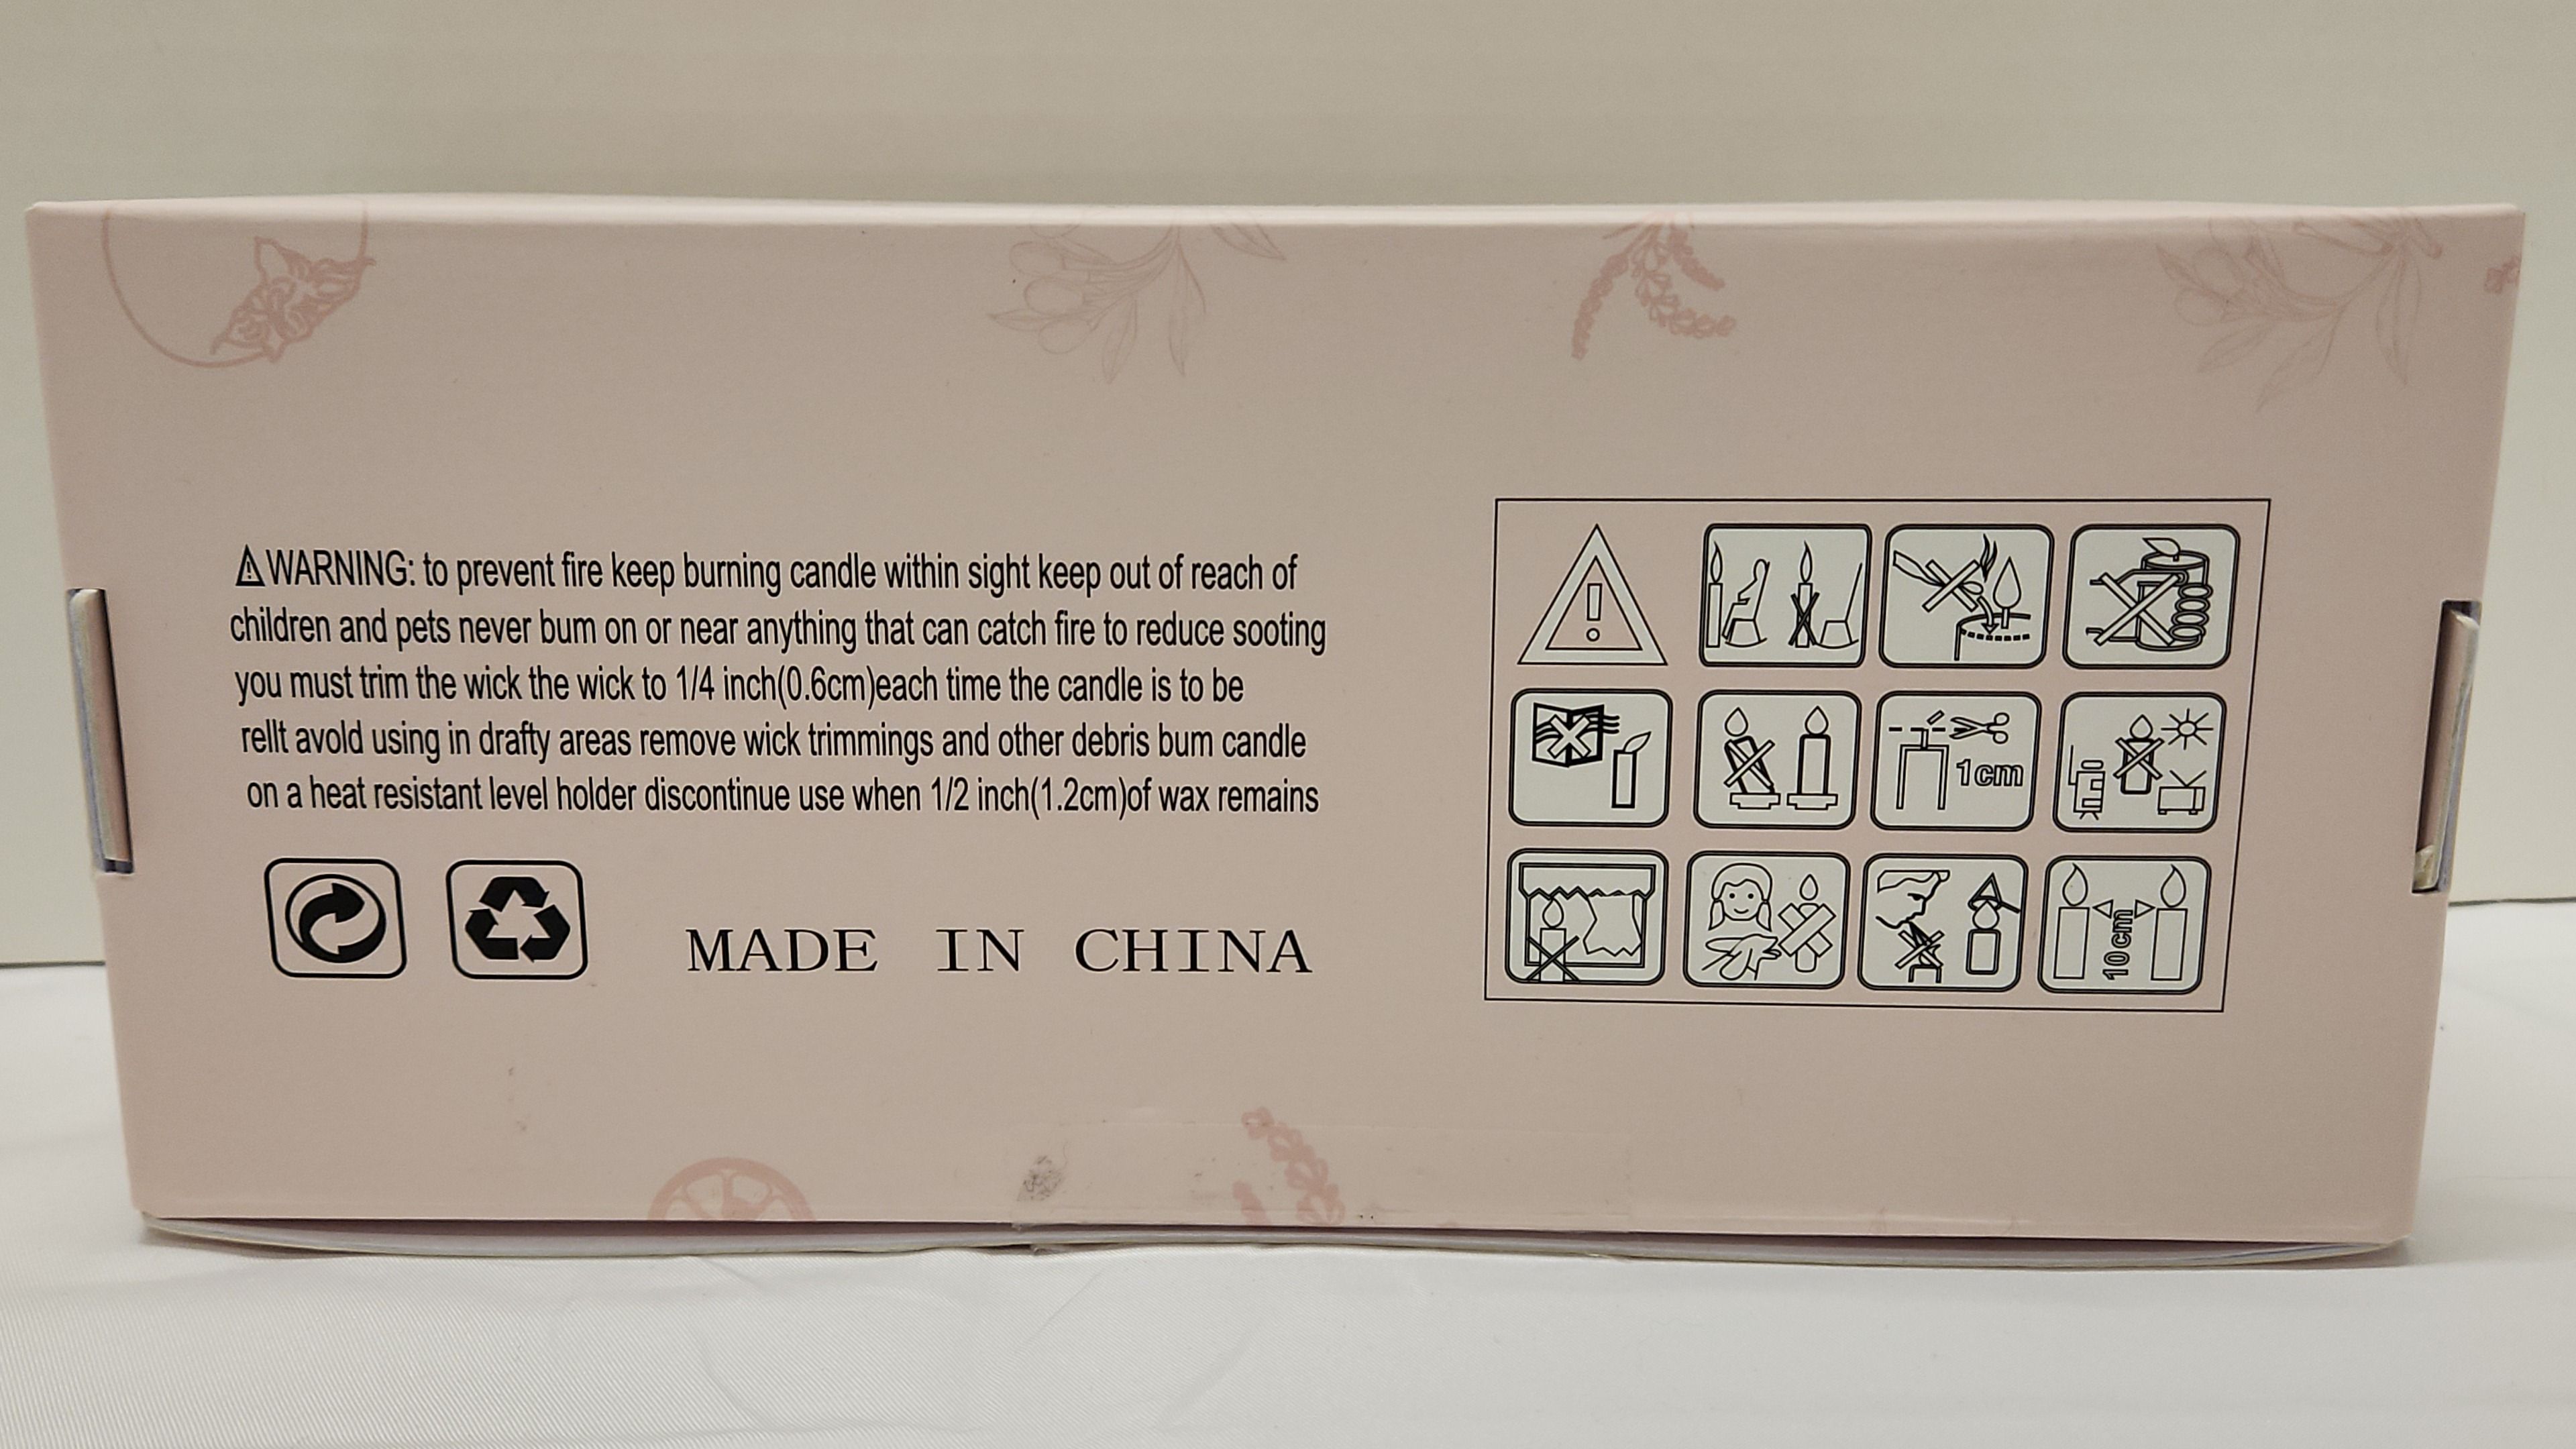 ⚠WARNING: to prevent fire keep burning candle within sight keep out of reach of
children and pets never bum on or near anything that can catch fire to reduce sooting
you must trim the wick the wick to 1/4 inch(0.6cm)each time the candle is to be
rellt avold using in drafty areas remove wick trimmings and other debris bum candle
on a heat resistant level holder discontinue use when 1/2 inch(1.2cm)of wax remains
MADE IN CHINA
!
1cm
10cm